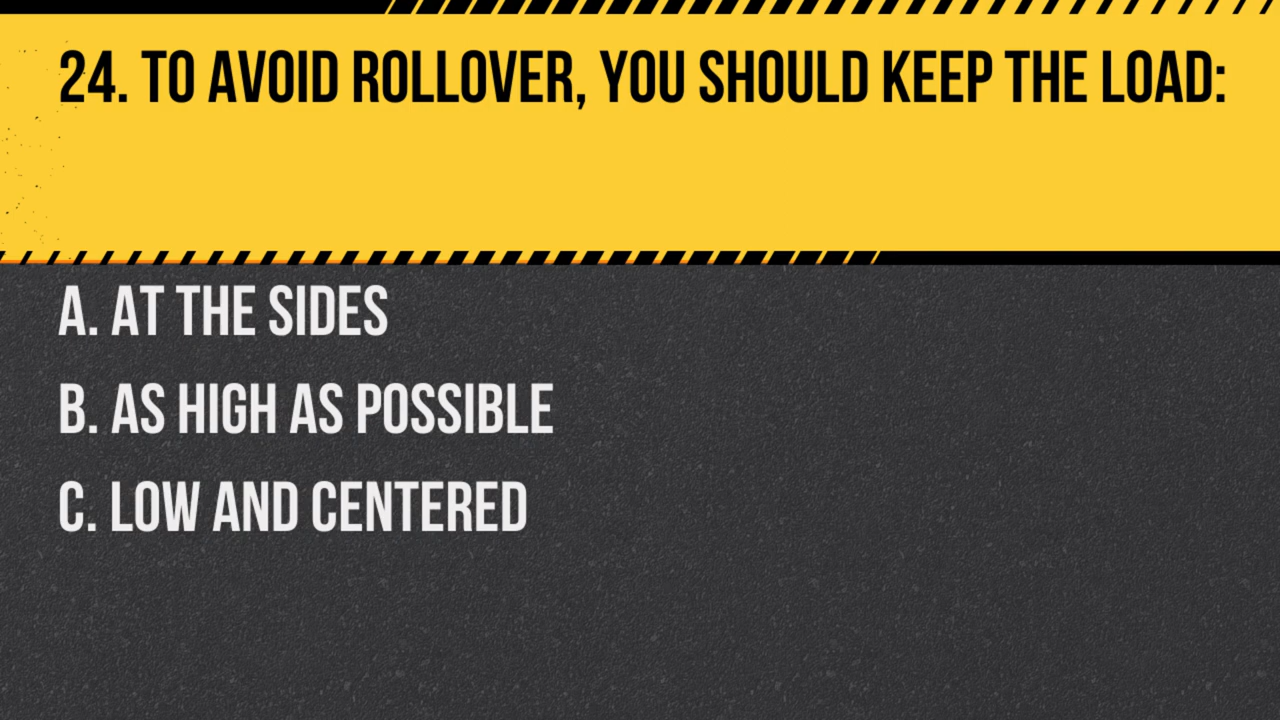 24. TO AVOID ROLLOVER, YOU SHOULD KEEP THE LOAD:
A. AT THE SIDES
B. AS HIGH AS POSSIBLE
C. LOW AND CENTERED